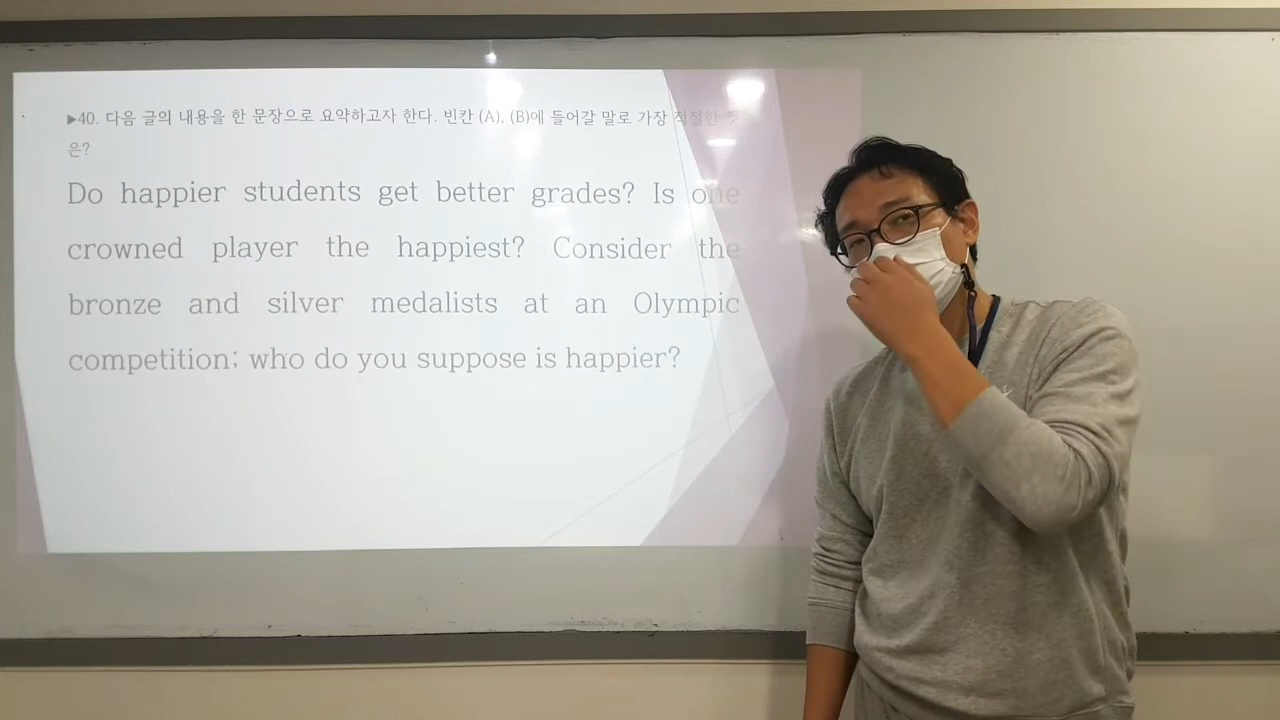 ▶40. 다음 글의 내용을 한 문장으로 요약하고자 한다. 빈칸 (A), (B)에 들어갈 말로 가장 적절한 것
은?
Do happier students get better grades? Is one
crowned player the happiest? Consider the
bronze and silver medalists at an Olympic
competition; who do you suppose is happier?